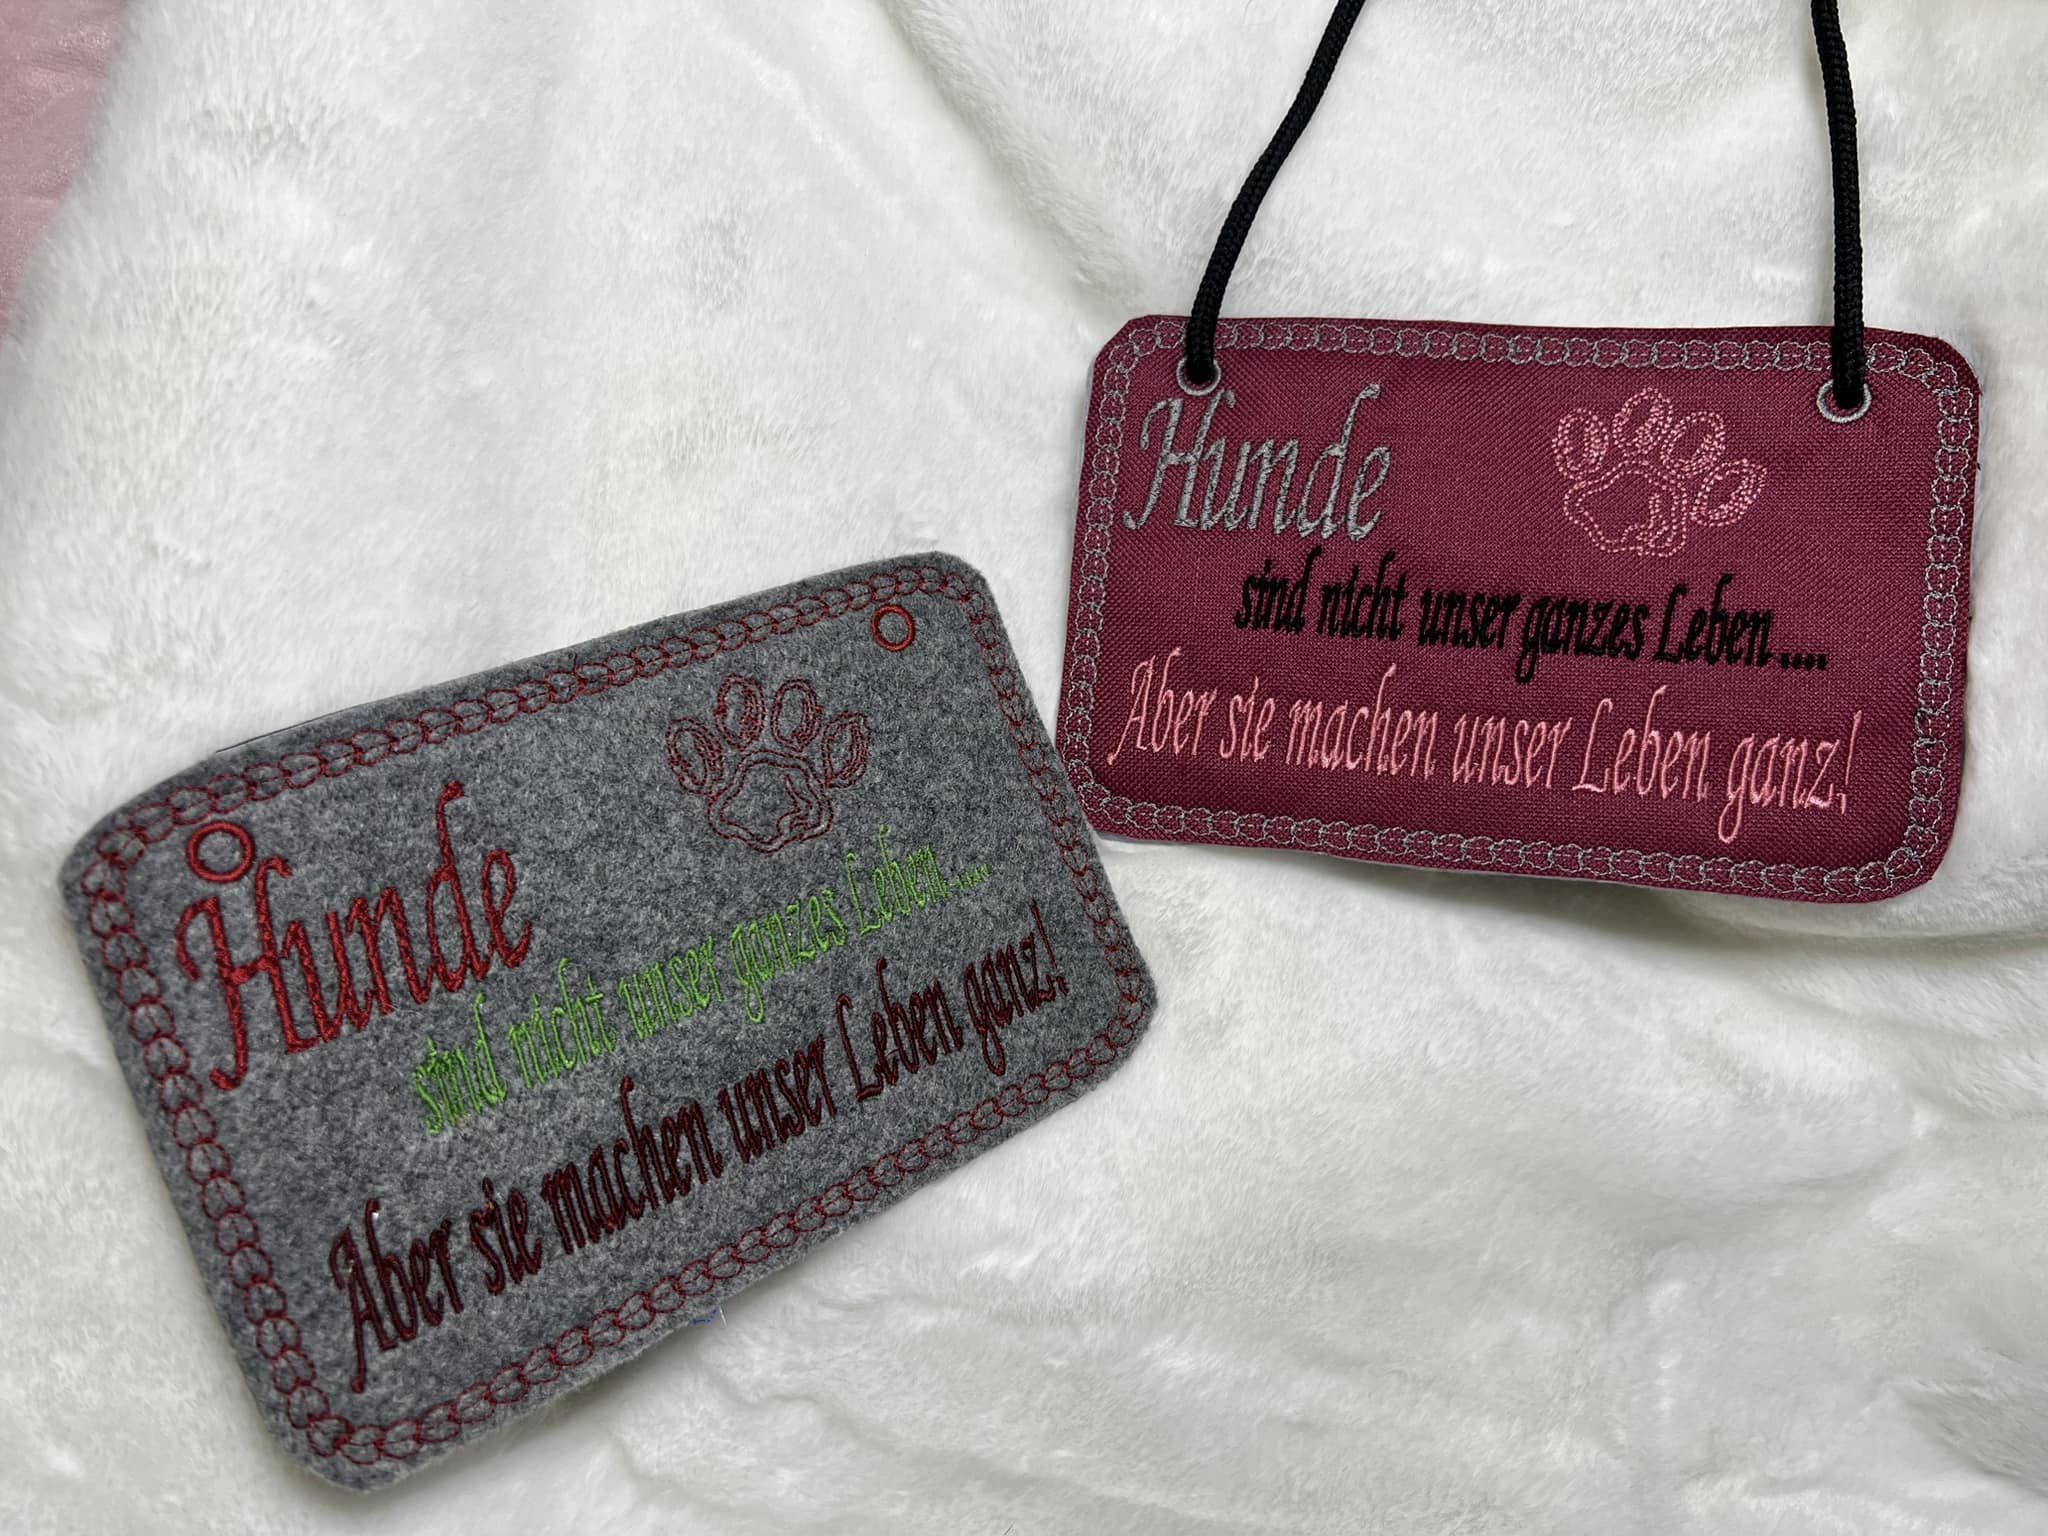 Hunde
sind nicht unser ganzes Leben....
Aber sie machen unser Leben ganz!
Hunde
sind nicht unser ganzes Leben....
Aber sie machen unser Leben ganz!